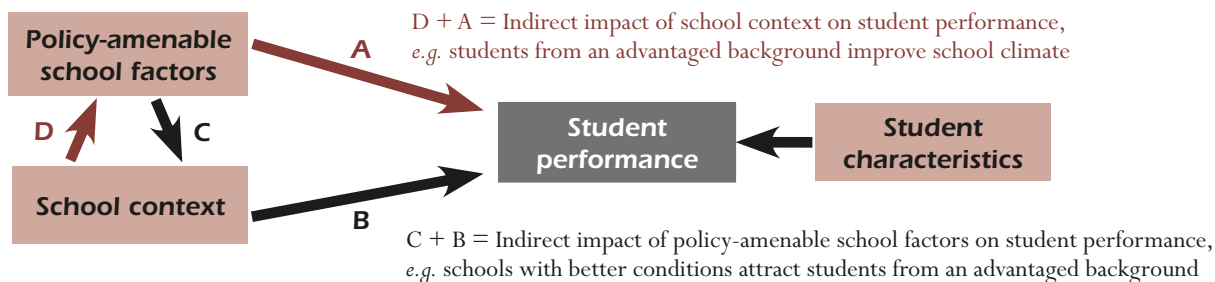 Policy-amenable
school factors
A
D + A = Indirect impact of school context on student performance,
e.g. students from an advantaged background improve school climate
D
C
Student
performance
Student
characteristics
School context
B
C + B = Indirect impact of policy-amenable school factors on student performance,
e.g. schools with better conditions attract students from an advantaged background